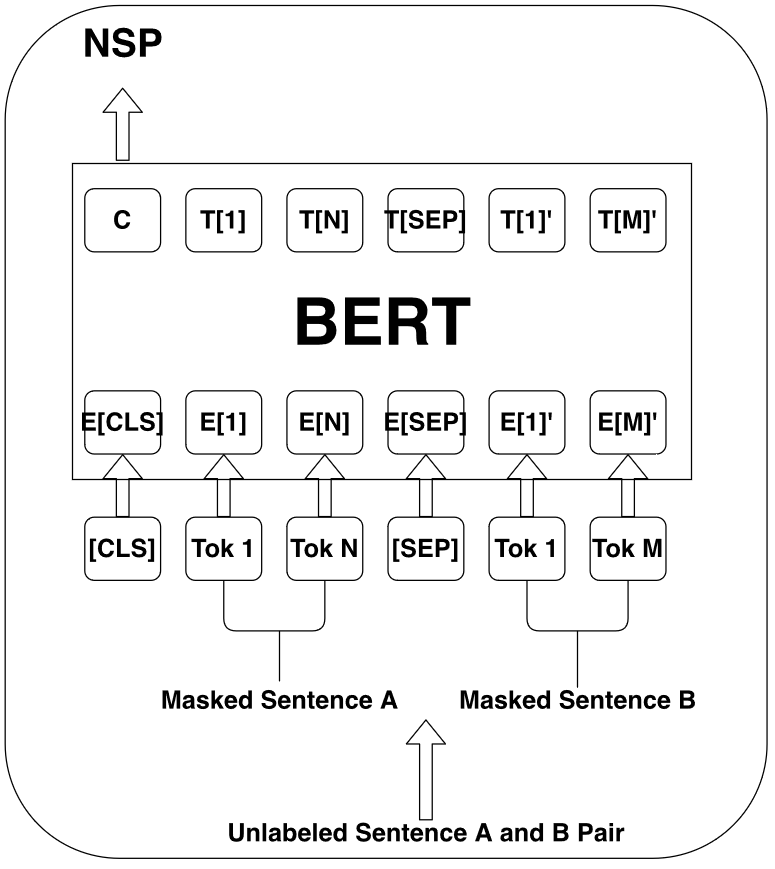 NSP
C T[1] T[N] T[SEP] T[1]' T[M]'
BERT
E[CLS] E[1] E[N] E[SEP] E[1]' E[M]'
[CLS] Tok 1 Tok N [SEP] Tok 1 Tok M
Masked Sentence A Masked Sentence B
Unlabeled Sentence A and B Pair